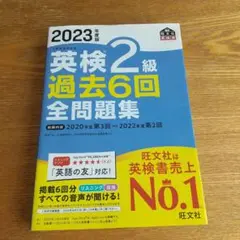 2023年度版
英検2級
過去6回
全問題集
2020年度第3回~2022年度第2回
「英語の友」対応!
掲載6回分 リスニング
すべての音声が聞ける!
旺文社は
英検書売上
No.1
旺文社